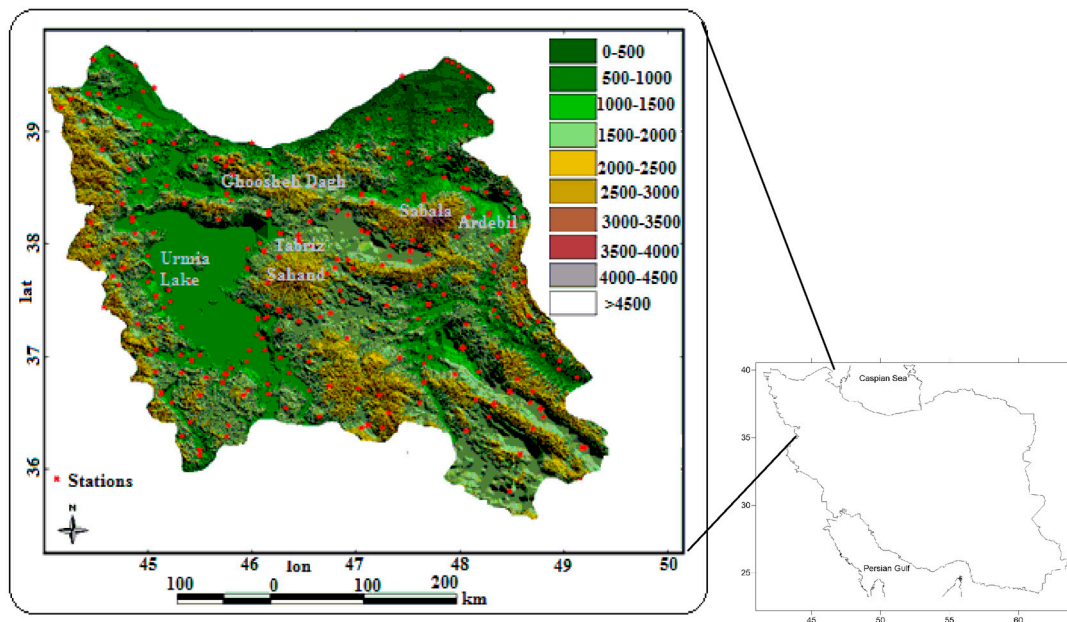 0-500
500-1000
1000-1500
1500-2000
2000-2500
2500-3000
3000-3500
3500-4000
4000-4500
>4500
39
38
37
36
lat
Ghoosheh Dagh
Sabala
Ardebil
Tabriz
Sahand
Urmia
Lake
Stations
N
45 46 47 48 49 50
lon
100 0 100 200
km
40
35
30
25
Caspian Sea
Persian Gulf
45 50 55 60